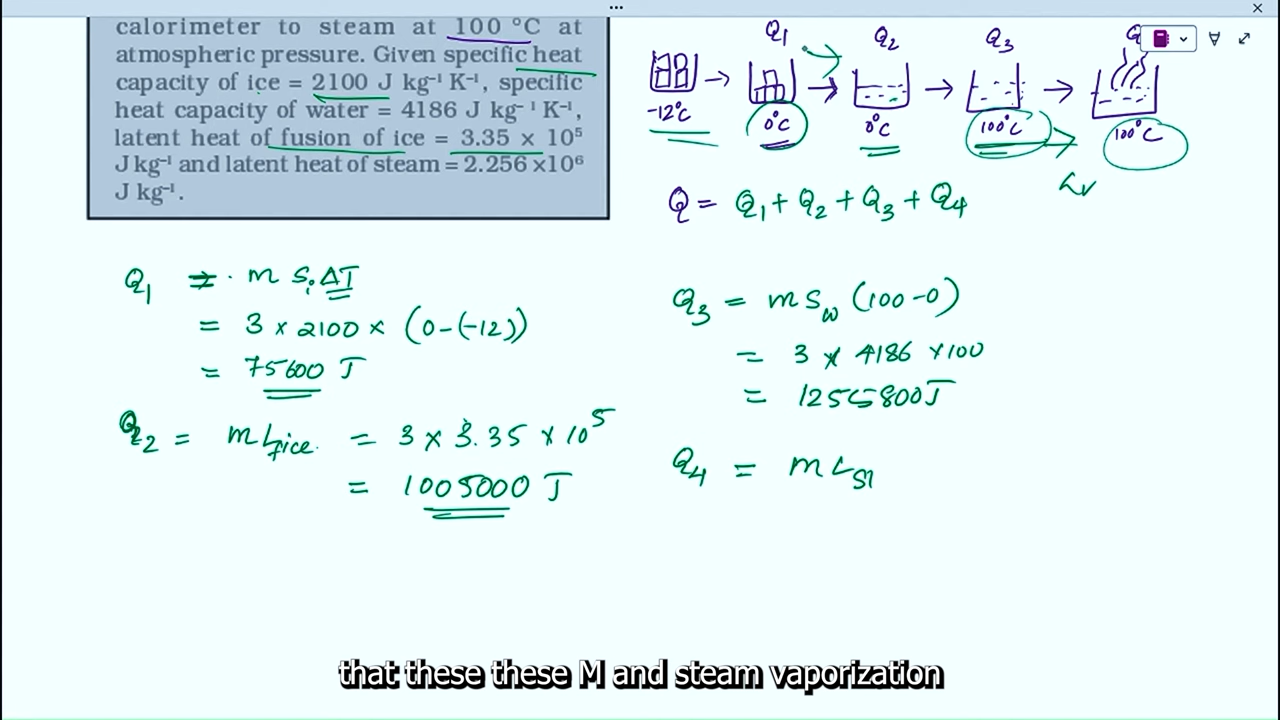 calorimeter to steam at 100 °C at
atmospheric pressure. Given specific heat
capacity of ice = 2100 J kg⁻¹ K⁻¹, specific
heat capacity of water = 4186 J kg⁻¹ K⁻¹,
latent heat of fusion of ice = 3.35 × 10⁵
J kg⁻¹ and latent heat of steam = 2.256 ×10⁶
J kg⁻¹.
Q₁ Q₂ Q₃ Q
-12°C 0°C 0°C 100°C 100°C
Lv
Q = Q₁ + Q₂ + Q₃ + Q₄
Q₁ = m Sᵢ ΔT
= 3 × 2100 × (0-(-12))
= 75600 J
Q₂ = m Lf ice = 3 × 3.35 × 10⁵
= 1005000 J
Q₃ = m Sw (100-0)
= 3 × 4186 × 100
= 1255800 J
Q₄ = m L
that these these M and steam vaporization